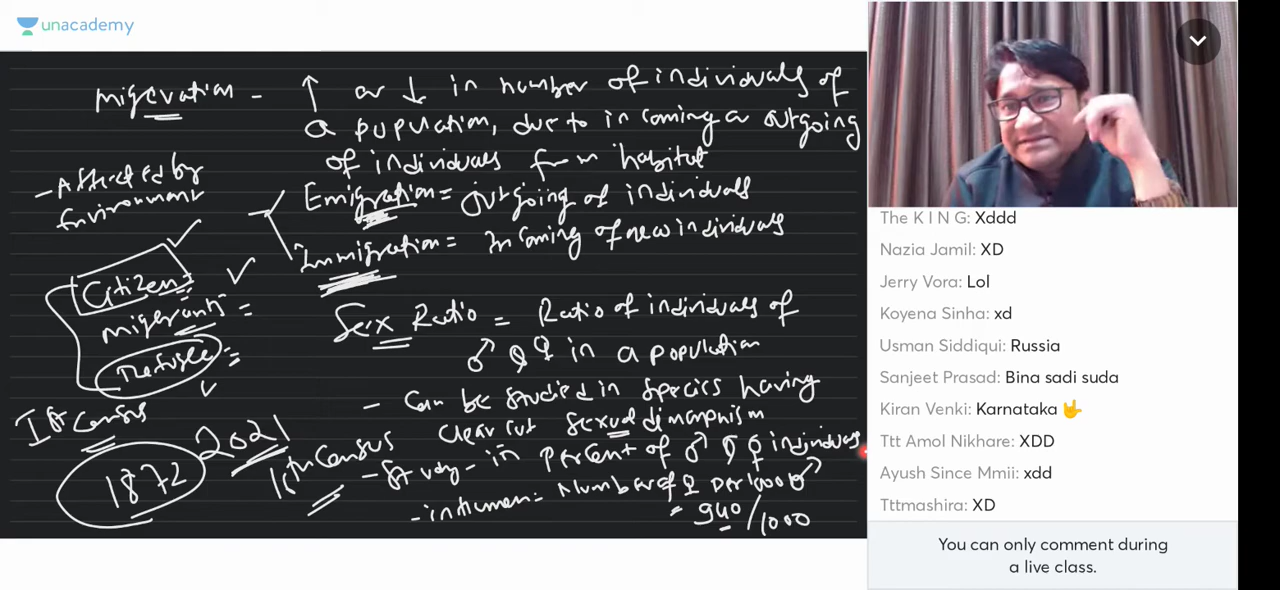 unacademy
migration - ↑ or ↓ in number of individuals of
a population, due to incoming or outgoing
of individuals from habitat
- Affected by
Environment
Emigration = outgoing of individuals
Immigration = Incoming of new individuals
Citizen
migrants =
Refugee =
Sex Ratio = Ratio of individuals of
♂ & ♀ in a population
- Can be studied in species having
clear cut sexual dimorphism
- Study - in percent of ♂ & ♀ individuals
- in human = Number of ♀ per 1000 ♂
= 940/1000
Ist Census
1872
2021
Census
The K I N G: Xddd
Nazia Jamil: XD
Jerry Vora: Lol
Koyena Sinha: xd
Usman Siddiqui: Russia
Sanjeet Prasad: Bina sadi suda
Kiran Venki: Karnataka 🤟
Ttt Amol Nikhare: XDD
Ayush Since Mmii: xdd
Tttmashira: XD
You can only comment during
a live class.